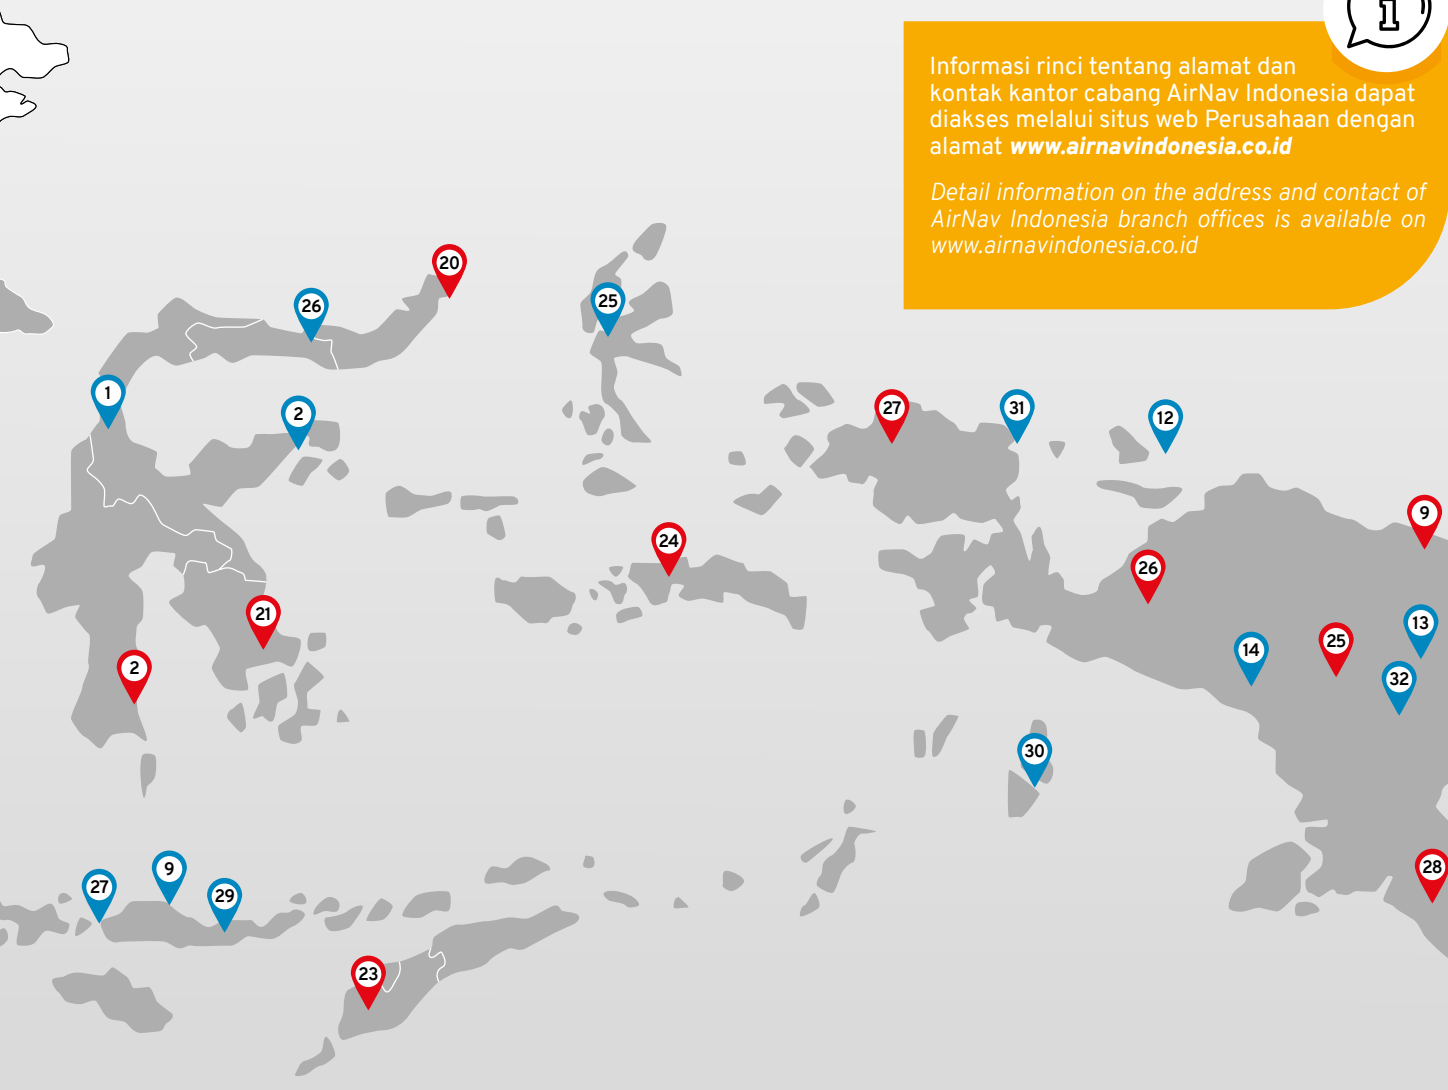 i
Informasi rinci tentang alamat dan
kontak kantor cabang AirNav Indonesia dapat
diakses melalui situs web Perusahaan dengan
alamat www.airnavindonesia.co.id
Detail information on the address and contact of
AirNav Indonesia branch offices is available on
www.airnavindonesia.co.id
20
26
25
1
2
27
31
12
24
9
26
21
13
25
14
2
32
30
9
27
29
28
23